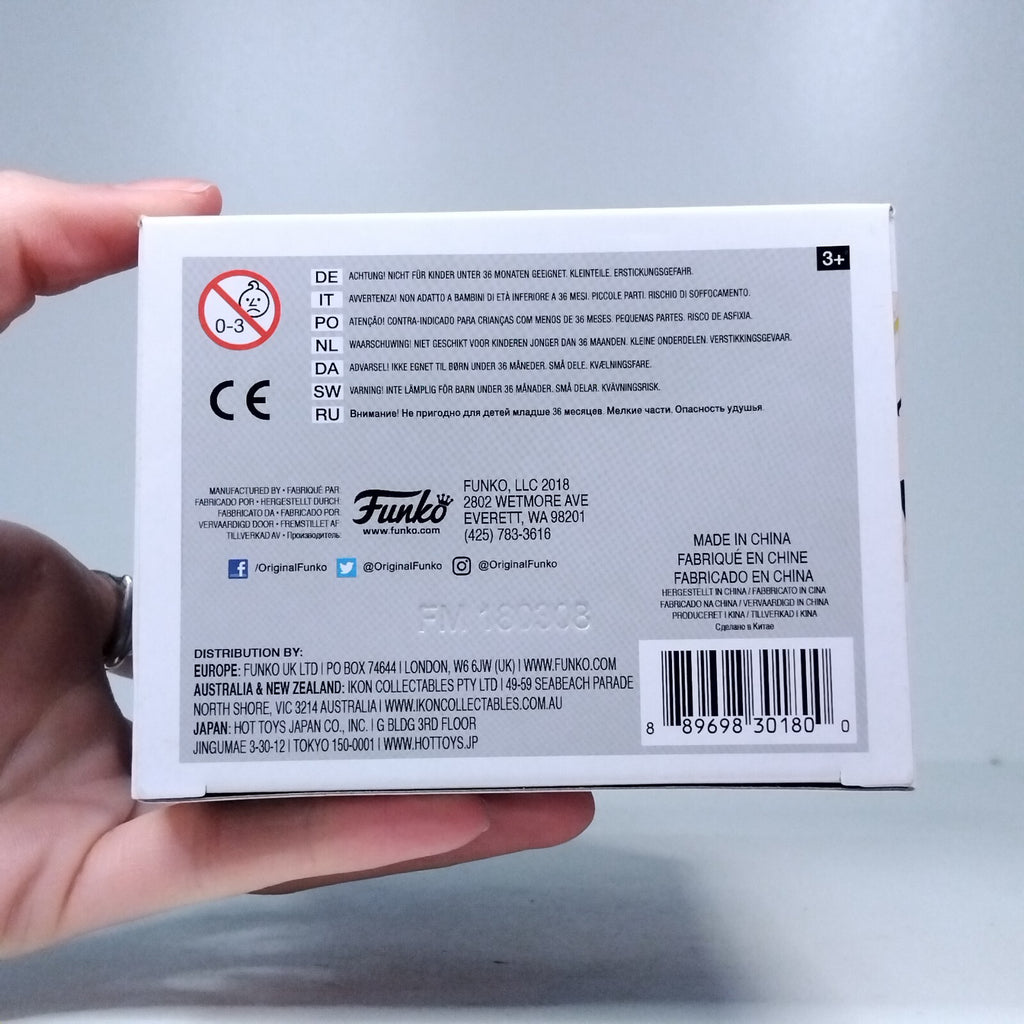 3+
0-3
DE ACHTUNG! NICHT FÜR KINDER UNTER 36 MONATEN GEEIGNET. KLEINTEILE. ERSTICKUNGSGEFAHR.
IT AVVERTENZA! NON ADATTO A BAMBINI DI ETÀ INFERIORE A 36 MESI. PICCOLE PARTI. RISCHIO DI SOFFOCAMENTO.
PO ATENÇÃO! CONTRA-INDICADO PARA CRIANÇAS COM MENOS DE 36 MESES. PEQUENAS PARTES. RISCO DE ASFIXIA.
NL WAARSCHUWING! NIET GESCHIKT VOOR KINDEREN JONGER DAN 36 MAANDEN. KLEINE ONDERDELEN. VERSTIKKINGSGEVAAR.
DA ADVARSEL! IKKE EGNET TIL BØRN UNDER 36 MÅNEDER. SMÅ DELE. KVÆLNINGSFARE.
SW VARNING! INTE LÄMPLIG FÖR BARN UNDER 36 MÅNADER. SMÅ DELAR. KVÄVNINGSRISK.
RU Внимание! Не пригодно для детей младше 36 месяцев. Мелкие части. Опасность удушья.
CE
MANUFACTURED BY • FABRIQUÉ PAR:
FABRICADO POR • HERGESTELLT DURCH:
FABBRICATO DA • FABRICADO POR:
VERVAARDIGD DOOR • FREMSTILLET AF:
TILLVERKAD AV • Производитель:
Funko
www.funko.com
FUNKO, LLC 2018
2802 WETMORE AVE
EVERETT, WA 98201
(425) 783-3616
/OriginalFunko @OriginalFunko @OriginalFunko
MADE IN CHINA
FABRIQUÉ EN CHINE
FABRICADO EN CHINA
HERGESTELLT IN CHINA / FABBRICATO IN CINA
FABRICADO NA CHINA / VERVAARDIGD IN CHINA
PRODUCERET I KINA / TILLVERKAD I KINA
Сделано в Китае
DISTRIBUTION BY:
EUROPE: FUNKO UK LTD | PO BOX 74644 | LONDON, W6 6JW (UK) | WWW.FUNKO.COM
AUSTRALIA & NEW ZEALAND: IKON COLLECTABLES PTY LTD | 49-59 SEABEACH PARADE
NORTH SHORE, VIC 3214 AUSTRALIA | WWW.IKONCOLLECTABLES.COM.AU
JAPAN: HOT TOYS JAPAN CO., INC. | G BLDG 3RD FLOOR
JINGUMAE 3-30-12 | TOKYO 150-0001 | WWW.HOTTOYS.JP
8 89698 30180 0